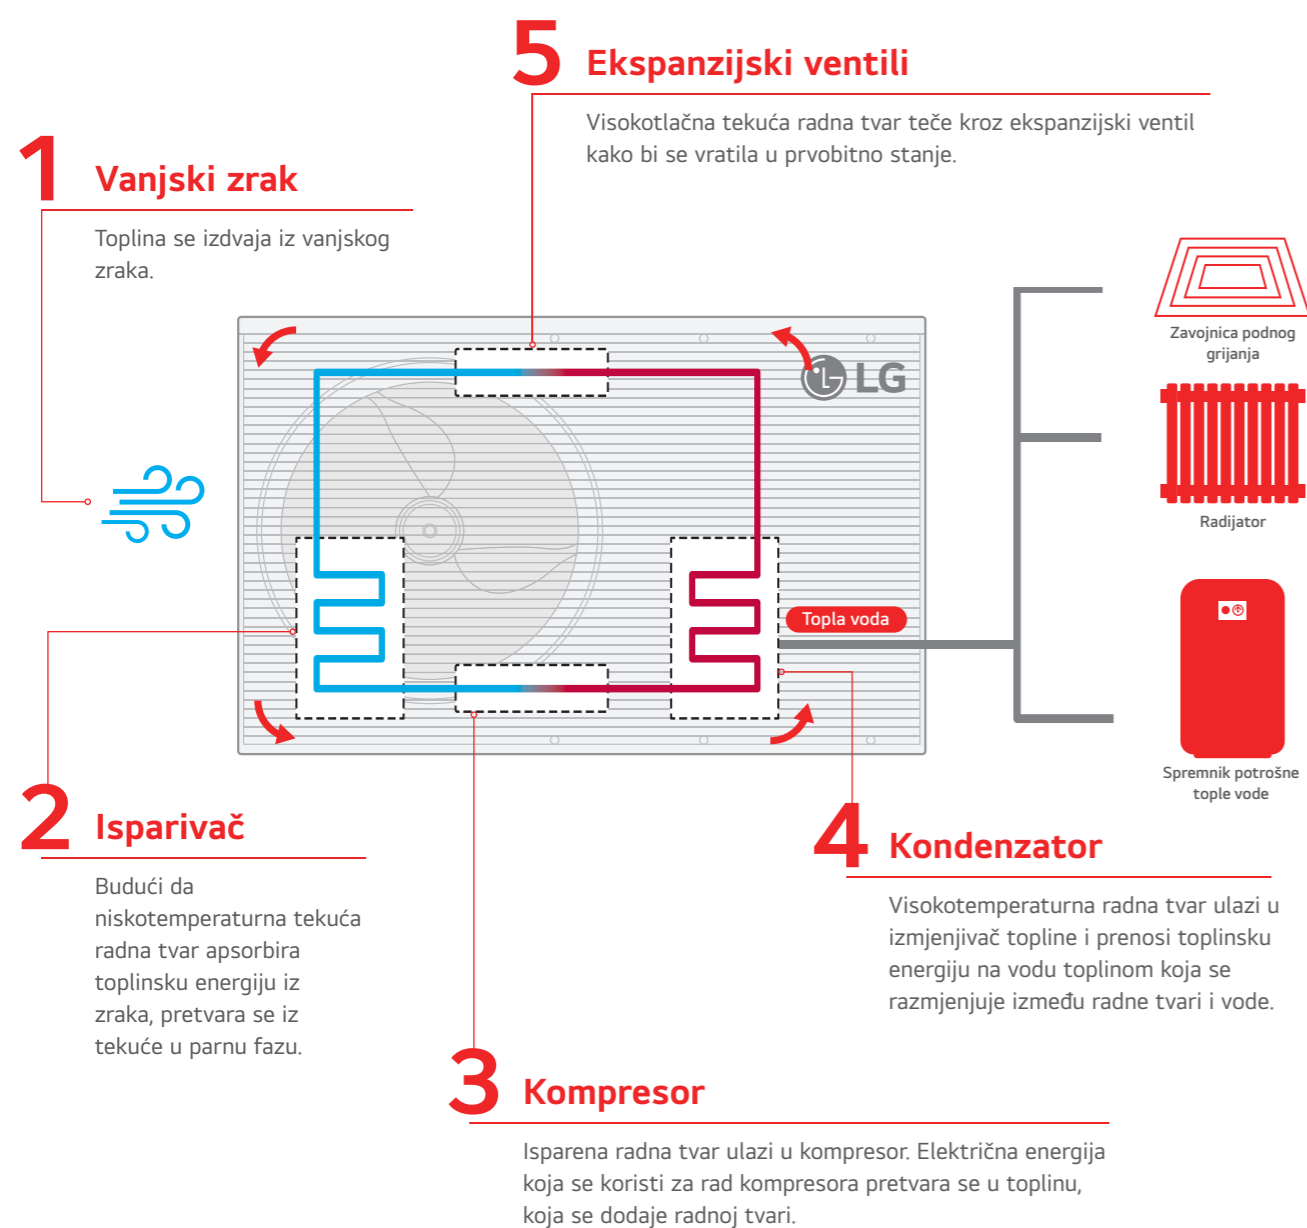 5
Ekspanzijski ventili
Visokotlačna tekuća radna tvar teče kroz ekspanzijski ventil
kako bi se vratila u prvobitno stanje.
1
Vanjski zrak
Toplina se izdvaja iz vanjskog
zraka.
LG
Zavojnica podnog
grijanja
Radijator
Topla voda
Spremnik potrošne
tople vode
2
Isparivač
Budući da
niskotemperaturna tekuća
radna tvar apsorbira
toplinsku energiju iz
zraka, pretvara se iz
tekuće u parnu fazu.
4
Kondenzator
Visokotemperaturna radna tvar ulazi u
izmjenjivač topline i prenosi toplinsku
energiju na vodu toplinom koja se
razmjenjuje između radne tvari i vode.
3
Kompresor
Isparena radna tvar ulazi u kompresor. Električna energija
koja se koristi za rad kompresora pretvara se u toplinu,
koja se dodaje radnoj tvari.